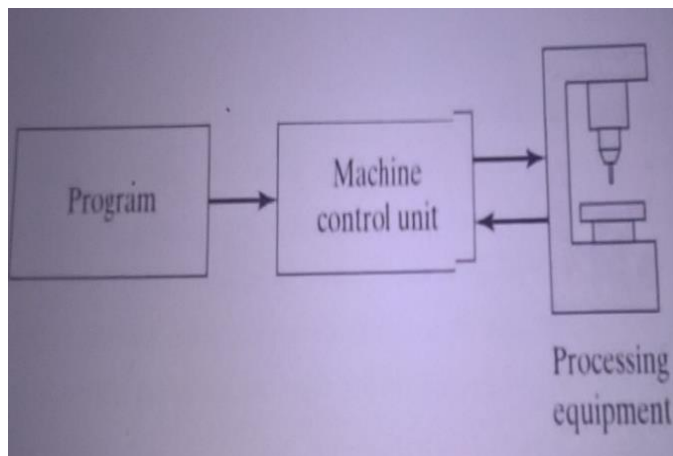 Program
Machine
control unit
Processing
equipment